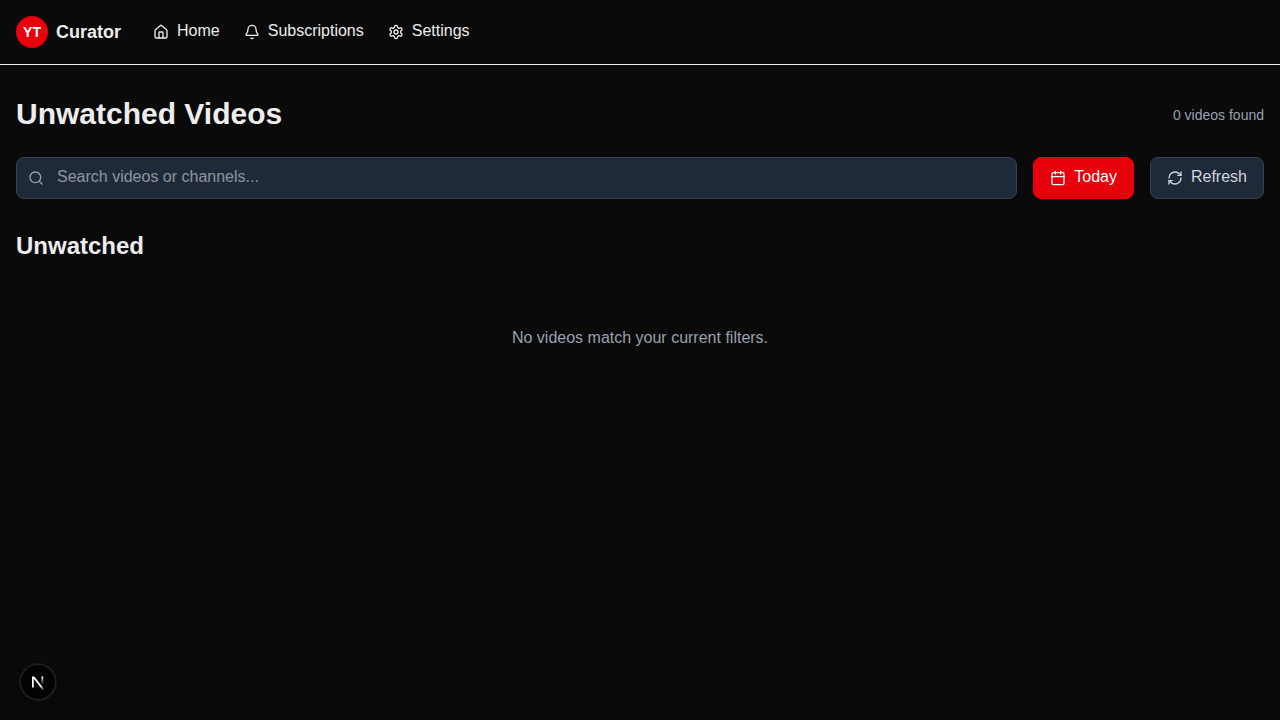 YT Curator Home Subscriptions Settings
Unwatched Videos 0 videos found
Search videos or channels... Today Refresh
Unwatched
No videos match your current filters.
N